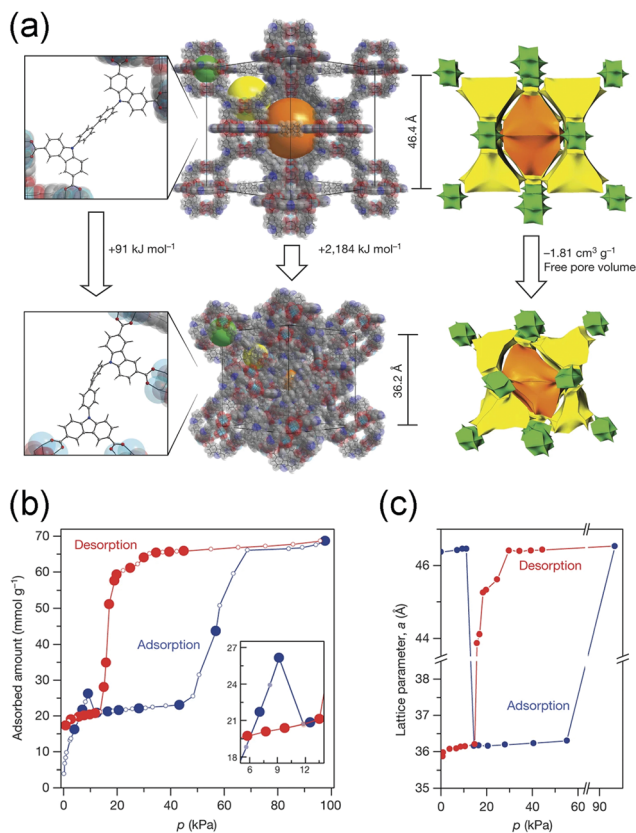 (a)
46.4 Å
+91 kJ mol⁻¹
+2,184 kJ mol⁻¹
−1.81 cm³ g⁻¹
Free pore volume
36.2 Å
(b)
Adsorbed amount (mmol g⁻¹)
70
60
50
40
30
20
10
0
Desorption
Adsorption
27
24
21
18
6 9 12
0 20 40 60 80 100
p (kPa)
(c)
Lattice parameter, a (Å)
46
44
38
37
36
35
Desorption
Adsorption
0 10 20 30 40 50 60 90
p (kPa)